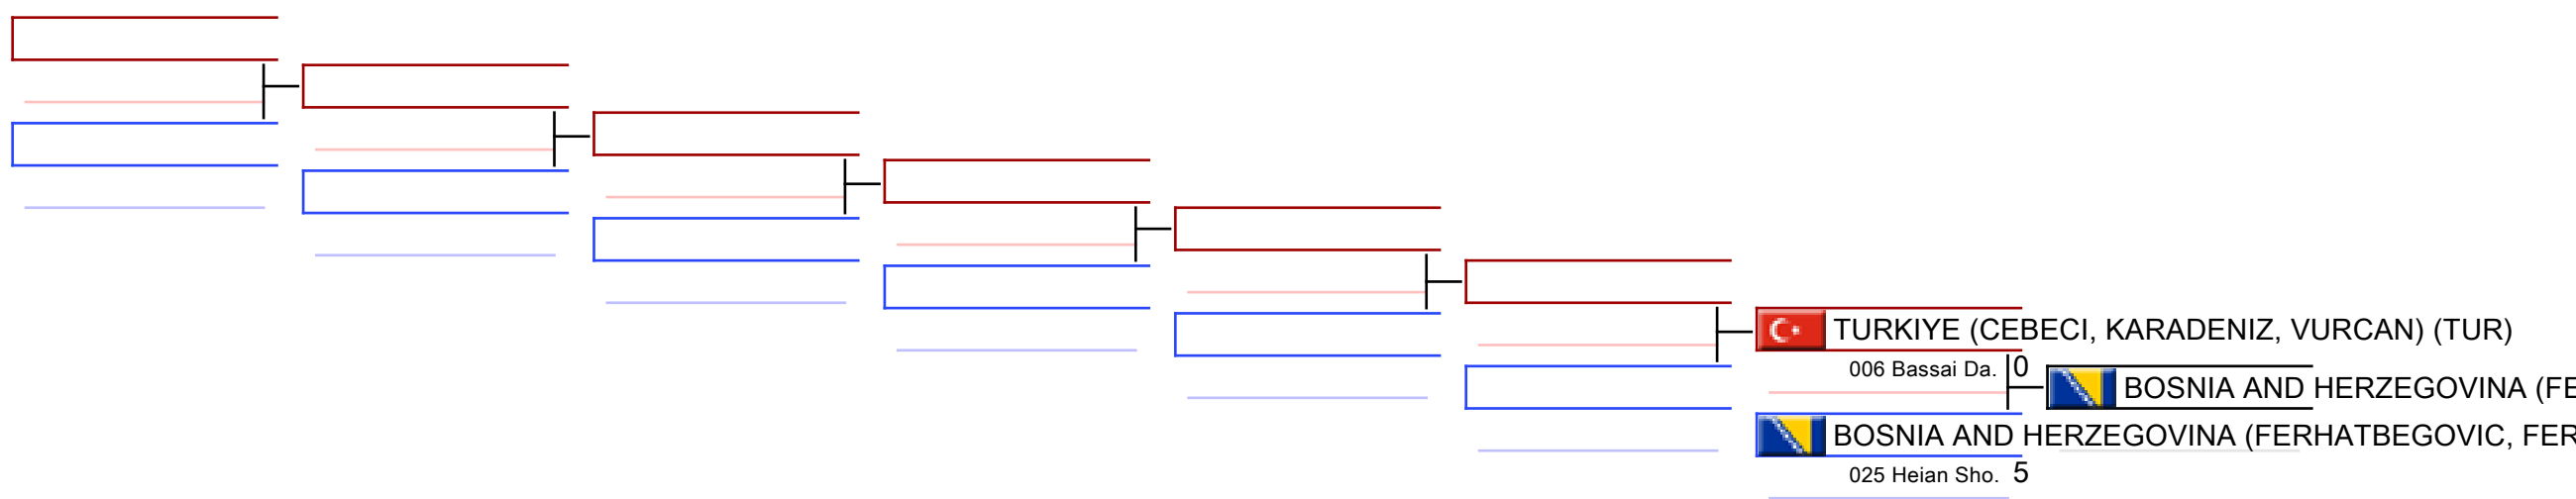 TURKIYE (CEBECI, KARADENIZ, VURCAN) (TUR)
006 Bassai Da. 0
BOSNIA AND HERZEGOVINA (FE
BOSNIA AND HERZEGOVINA (FERHATBEGOVIC, FER
025 Heian Sho. 5